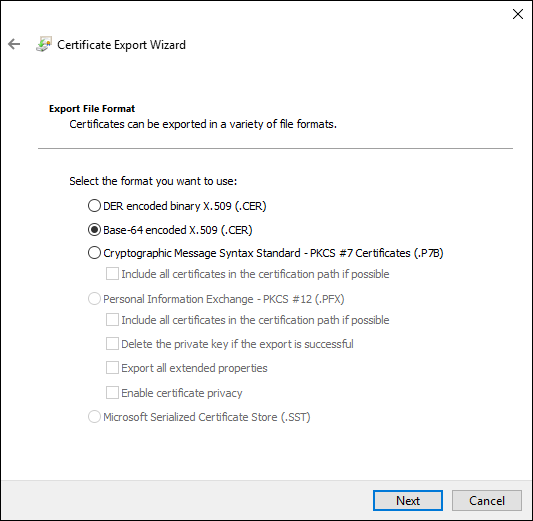 Certificate Export Wizard
Export File Format
Certificates can be exported in a variety of file formats.
Select the format you want to use:
DER encoded binary X.509 (.CER)
Base-64 encoded X.509 (.CER)
Cryptographic Message Syntax Standard - PKCS #7 Certificates (.P7B)
Include all certificates in the certification path if possible
Personal Information Exchange - PKCS #12 (.PFX)
Include all certificates in the certification path if possible
Delete the private key if the export is successful
Export all extended properties
Enable certificate privacy
Microsoft Serialized Certificate Store (.SST)
Next Cancel